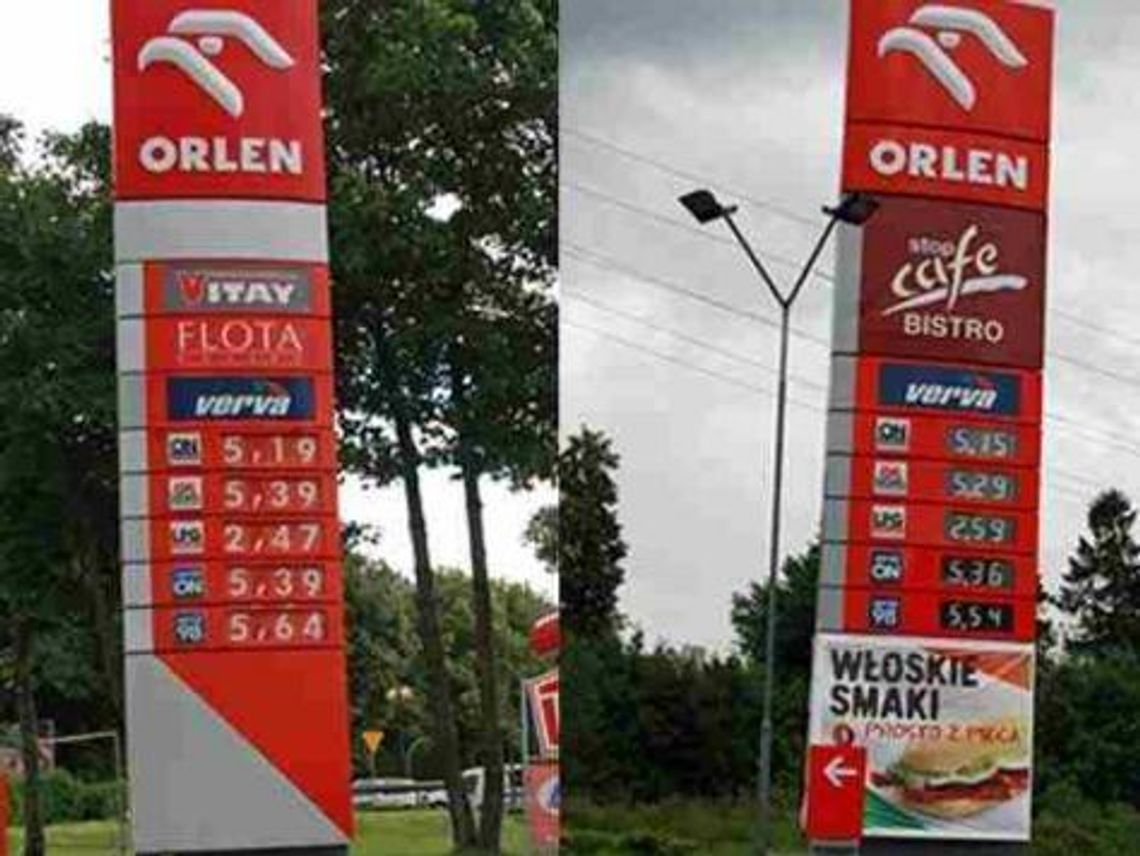 ORLEN
VITAY
FLOTA
verva
ON 5,19
5,39
LPG 2,47
ON 5,39
98 5,64
ORLEN
stop
cafe
BISTRO
verva
ON 5,15
5,29
LPG 2,59
ON 5,36
98 5,54
WŁOSKIE
SMAKI
PROSTO Z PIECA